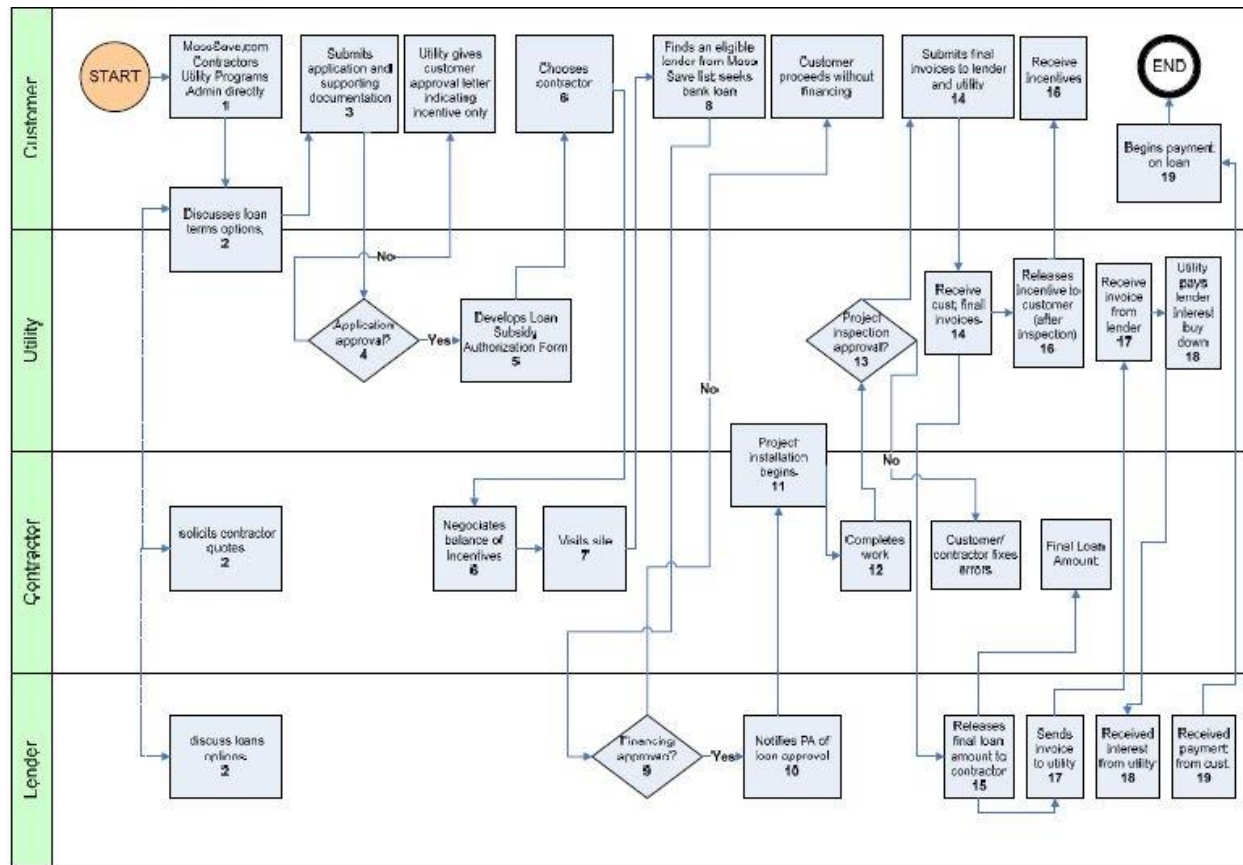 Customer
START
MassSave.com
Contractors
Utility Programs
Admin directly
1
Submits
application and
supporting
documentation
3
Utility gives
customer
approval letter
indicating
incentive only
Chooses
contractor
6
Finds an eligible
lender from Mass
Save list seeks
bank loan
8
Customer
proceeds without
financing
Submits final
invoices to lender
and utility
14
Receive
incentives
16
END
Begins payment
on loan
19
Discusses loan
terms options,
2
Utility
No
Application
approval?
4
Yes
Develops Loan
Subsidy
Authorization Form
5
No
Project
inspection
approval?
13
Receive
cust, final
invoices.
14
Releases
incentive to
customer
(after
inspection)
16
Receive
invoice
from
lender
17
Utility
pays
lender
interest
buy
down
18
Contractor
solicits contractor
quotes
2
Negociates
balance of
Incentives
6
Visits site
7
Project
installation
begins.
11
Completes
work
12
No
Customer/
contractor fixes
errors
Final Loan
Amount
Lender
discuss loans
options.
2
Financing
approved?
9
Yes
Notifies PA of
loan approval
10
Releases
final loan
amount to
contractor
15
Sends
invoice
to utility
17
Received
interest
from utility
18
Received
payment
from cust.
19